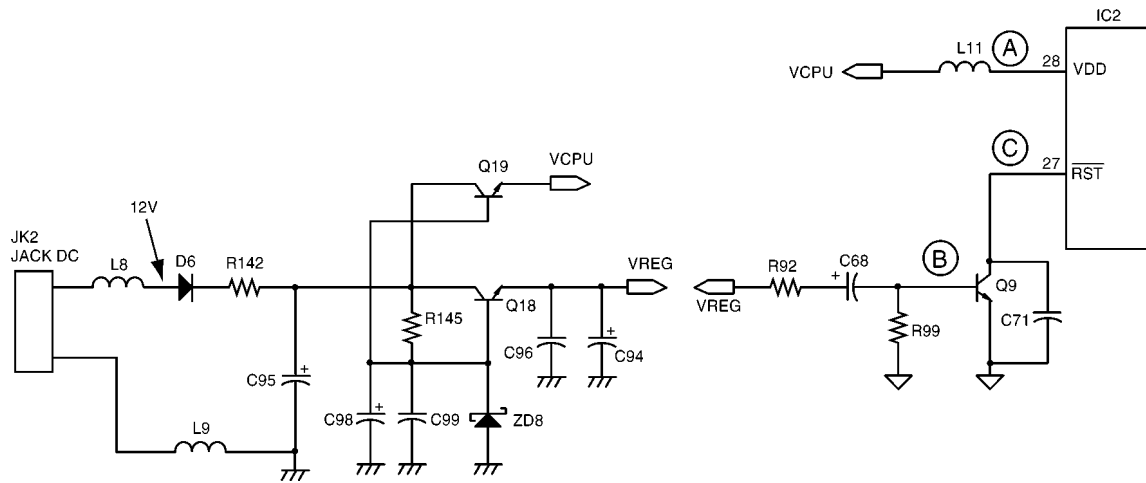 IC2
A
L11
28
VDD
VCPU
C
27
RST
Q19
VCPU
12V
JK2
JACK DC
L8
D6
R142
VREG
Q18
R145
C96
C94
C95
C98
C99
ZD8
L9
VREG
R92
C68
B
Q9
R99
C71
+
+
+
+